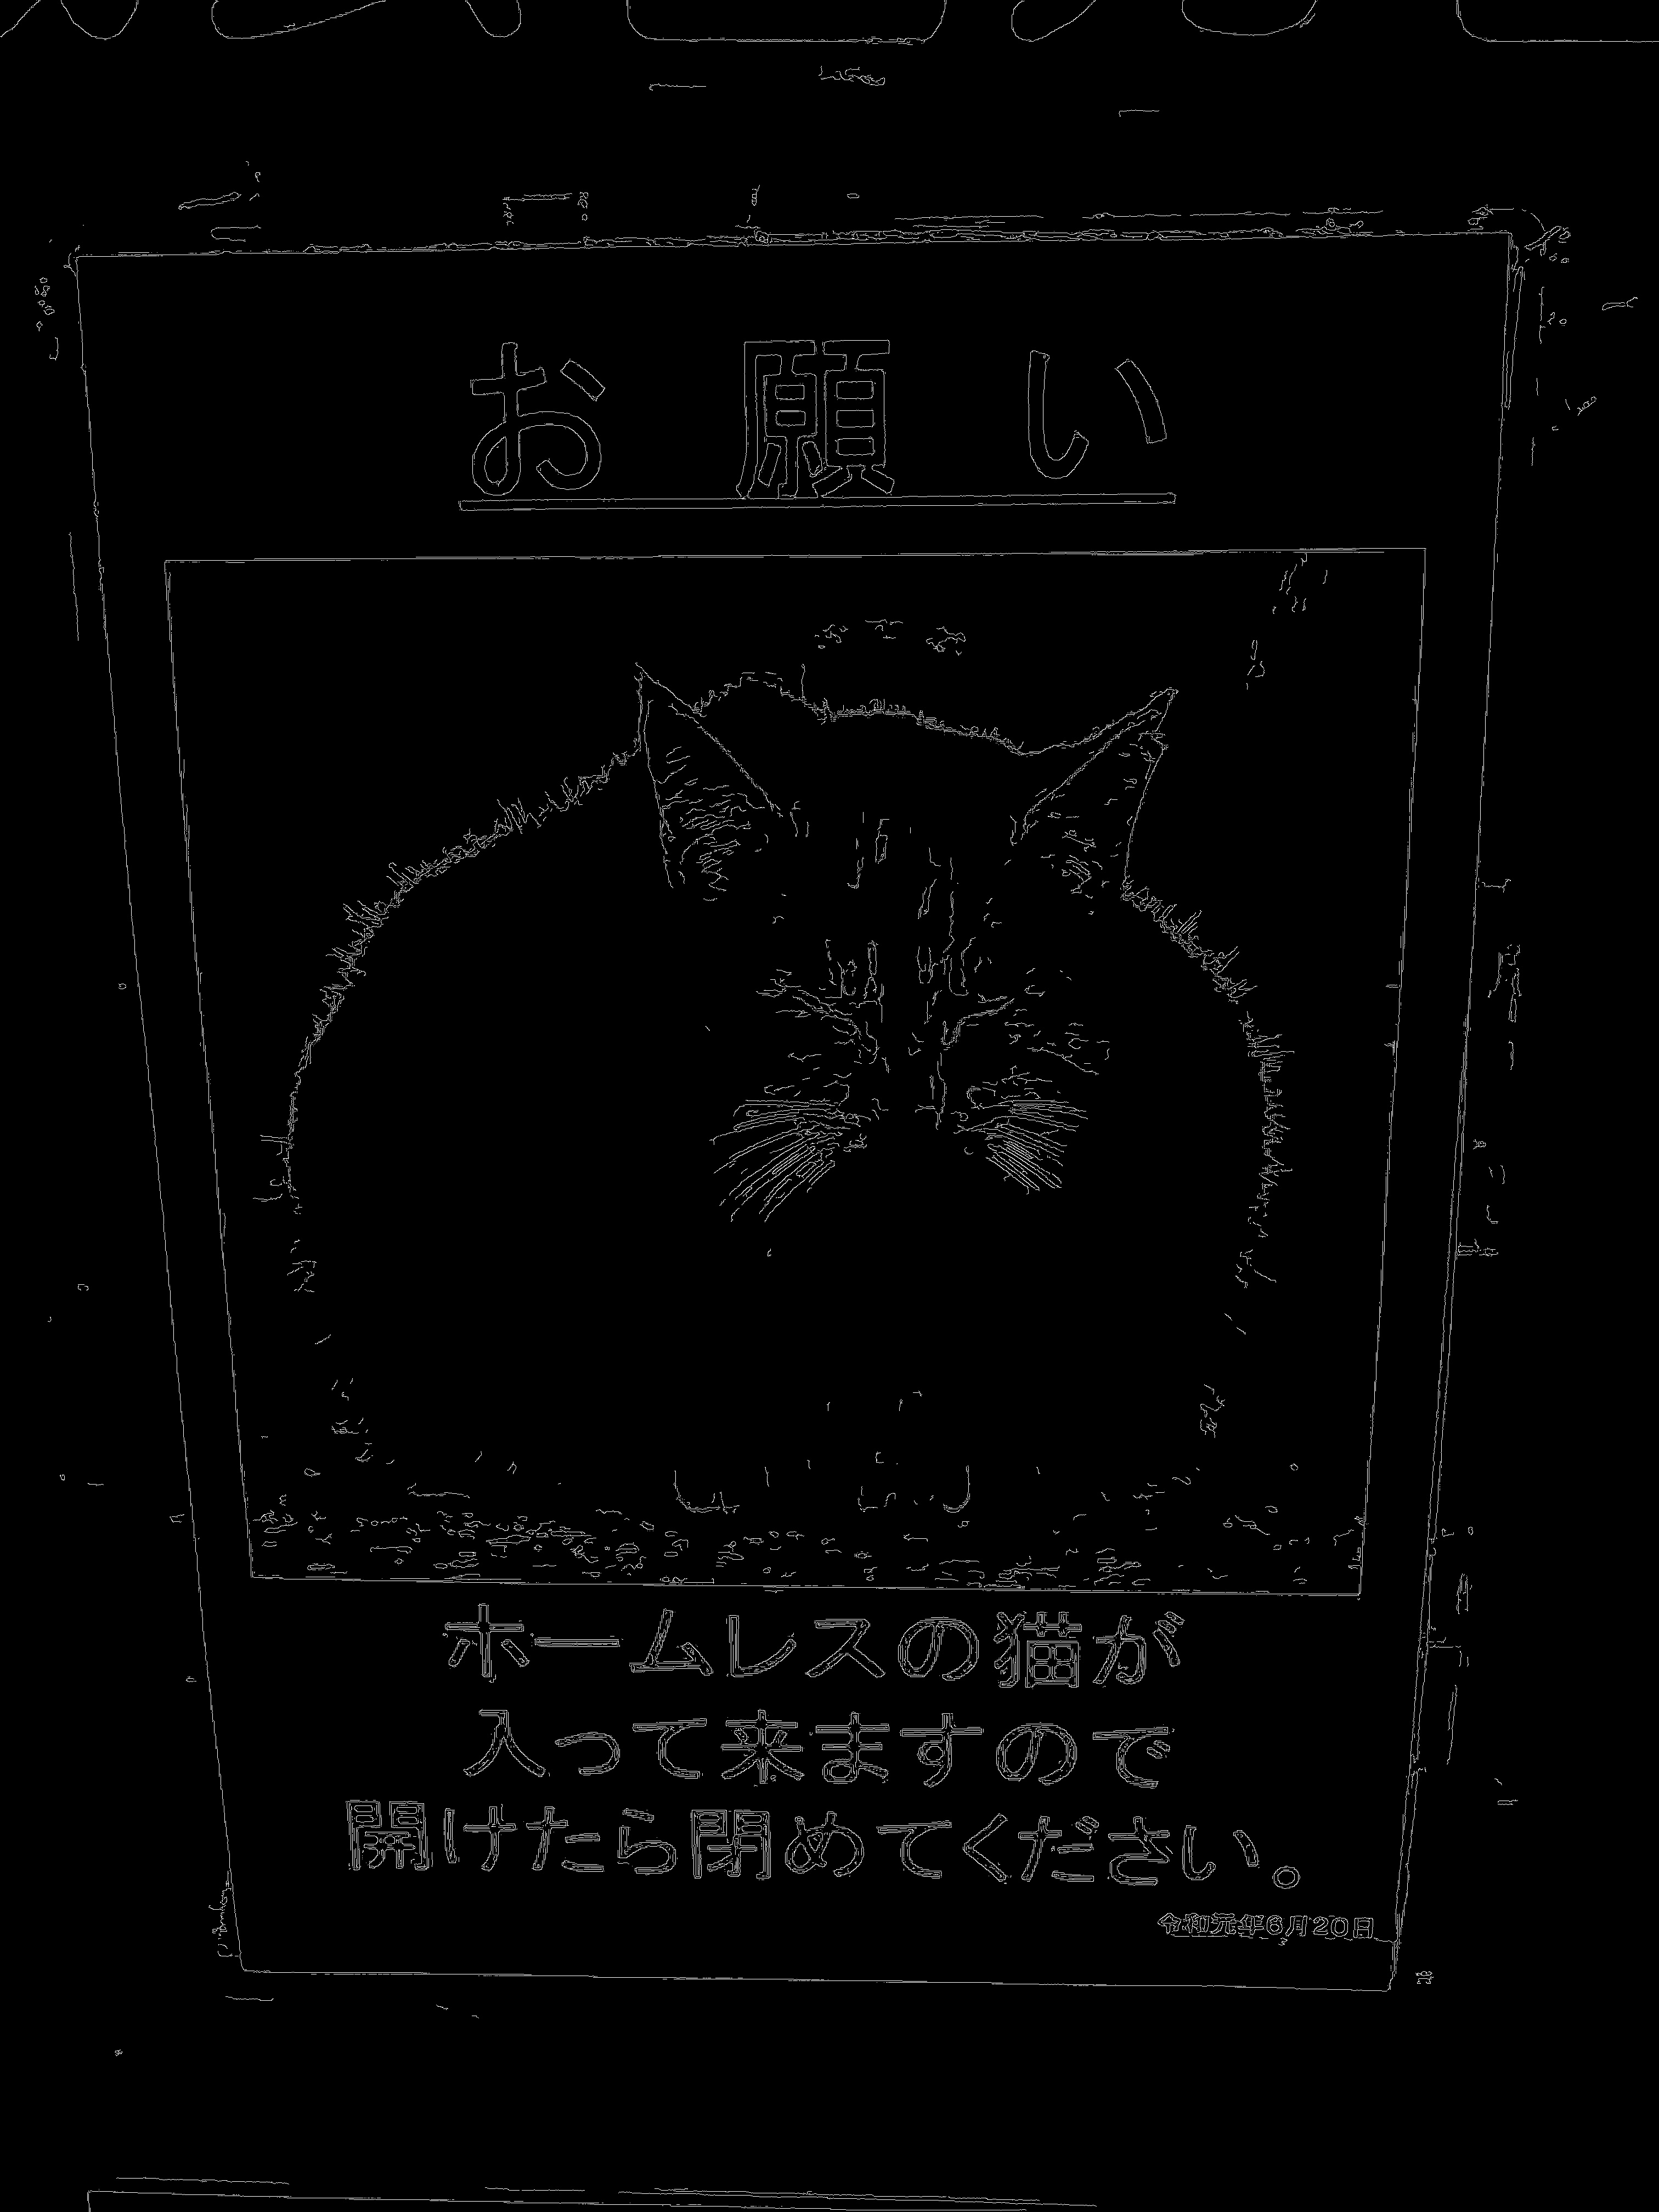 お願い
ホームレスの猫が
入って来ますので
開けたら閉めてください。
令和元年6月20日